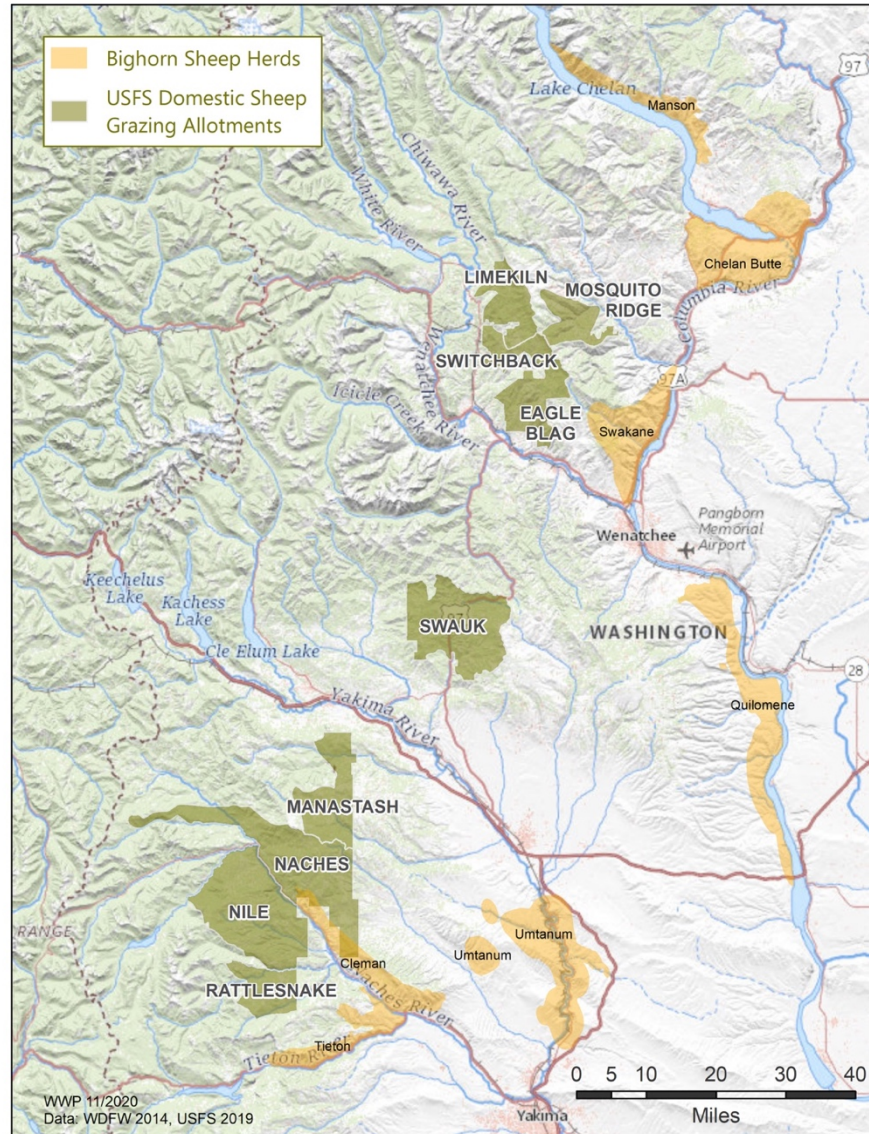 Bighorn Sheep Herds
USFS Domestic Sheep
Grazing Allotments
97
Lake Chelan
Manson
Chiwawa River
White River
Chelan Butte
LIMEKILN
MOSQUITO
RIDGE
Columbia River
Wenatchee River
SWITCHBACK
97A
Icicle Creek
EAGLE
BLAG
Swakane
Pangborn
Memorial
Airport
Wenatchee
Keechelus
Lake
Kachess
Lake
97
SWAUK
WASHINGTON
Cle Elum Lake
28
Quilomene
Yakima River
MANASTASH
NACHES
NILE
RANGE
Umtanum
Umtanum
Cleman
RATTLESNAKE
Naches River
Tieton River
Tieton
0 5 10 20 30 40
Miles
WWP 11/2020
Data: WDFW 2014, USFS 2019
Yakima